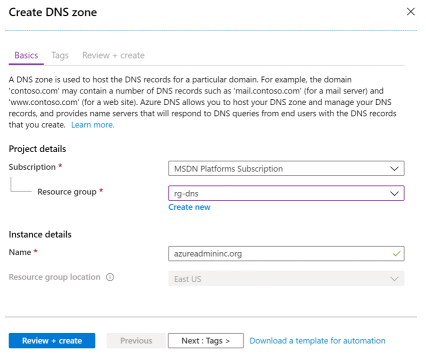 Create DNS zone
Basics Tags Review + create
A DNS zone is used to host the DNS records for a particular domain. For example, the domain
'contoso.com' may contain a number of DNS records such as 'mail.contoso.com' (for a mail server) and
'www.contoso.com' (for a web site). Azure DNS allows you to host your DNS zone and manage your DNS
records, and provides name servers that will respond to DNS queries from end users with the DNS records
that you create. Learn more.
Project details
Subscription * MSDN Platforms Subscription
Resource group * rg-dns
Create new
Instance details
Name * azureadmininc.org
Resource group location East US
Review + create Previous Next : Tags > Download a template for automation